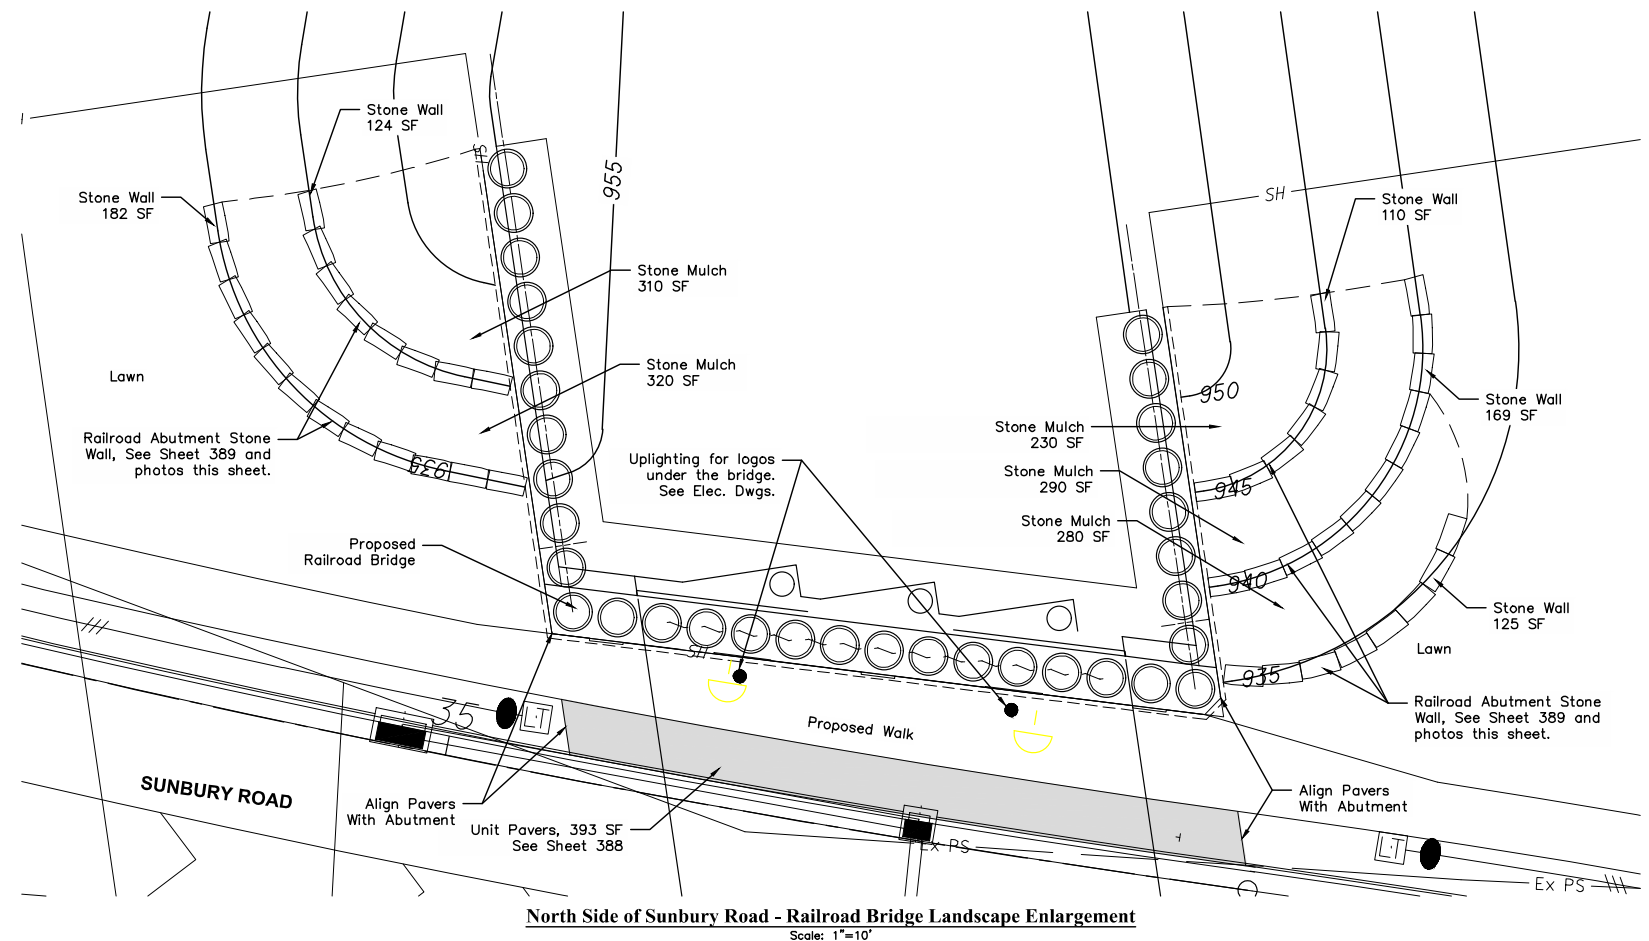 Stone Wall
124 SF
SH
955
Stone Wall
182 SF
SH
Stone Wall
110 SF
Stone Mulch
310 SF
Stone Mulch
320 SF
Lawn
950
Stone Wall
169 SF
Stone Mulch
230 SF
Railroad Abutment Stone
Wall, See Sheet 389 and
photos this sheet.
935
Uplighting for logos
under the bridge.
See Elec. Dwgs.
Stone Mulch
290 SF
945
Stone Mulch
280 SF
Proposed
Railroad Bridge
940
Stone Wall
125 SF
Lawn
SH
935
Railroad Abutment Stone
Wall, See Sheet 389 and
photos this sheet.
35
LT
Proposed Walk
SUNBURY ROAD
Align Pavers
With Abutment
Align Pavers
With Abutment
Unit Pavers, 393 SF
See Sheet 388
Ex PS
LT
Ex PS
North Side of Sunbury Road - Railroad Bridge Landscape Enlargement
Scale: 1"=10'